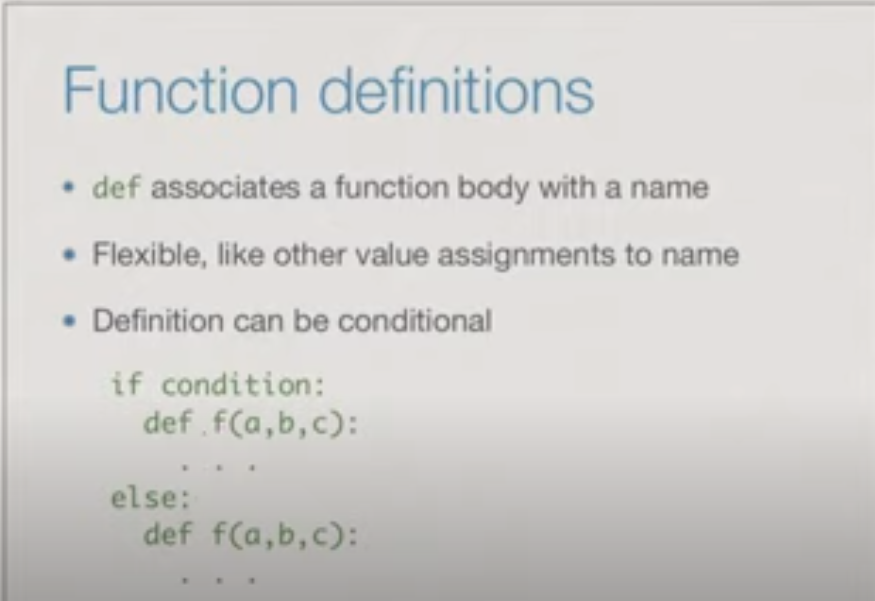 Function definitions
• def associates a function body with a name
• Flexible, like other value assignments to name
• Definition can be conditional
if condition:
def f(a,b,c):
. . .
else:
def f(a,b,c):
. . .